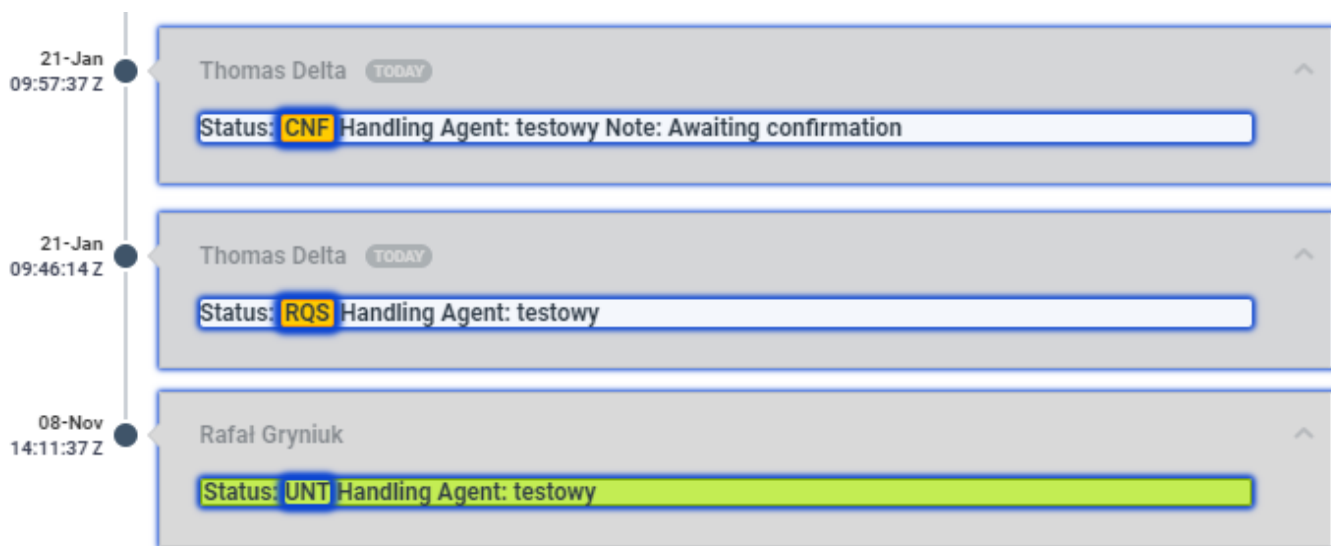 21-Jan
09:57:37 Z
Thomas Delta TODAY
Status: CNF Handling Agent: testowy Note: Awaiting confirmation
21-Jan
09:46:14 Z
Thomas Delta TODAY
Status: RQS Handling Agent: testowy
08-Nov
14:11:37 Z
Rafał Gryniuk
Status: UNT Handling Agent: testowy